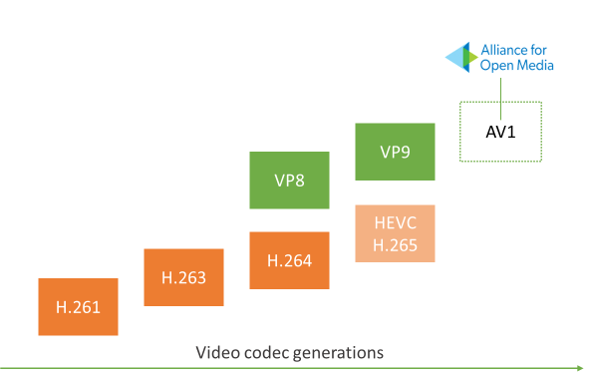 Alliance for
Open Media
AV1
VP9
VP8
HEVC
H.265
H.264
H.263
H.261
Video codec generations